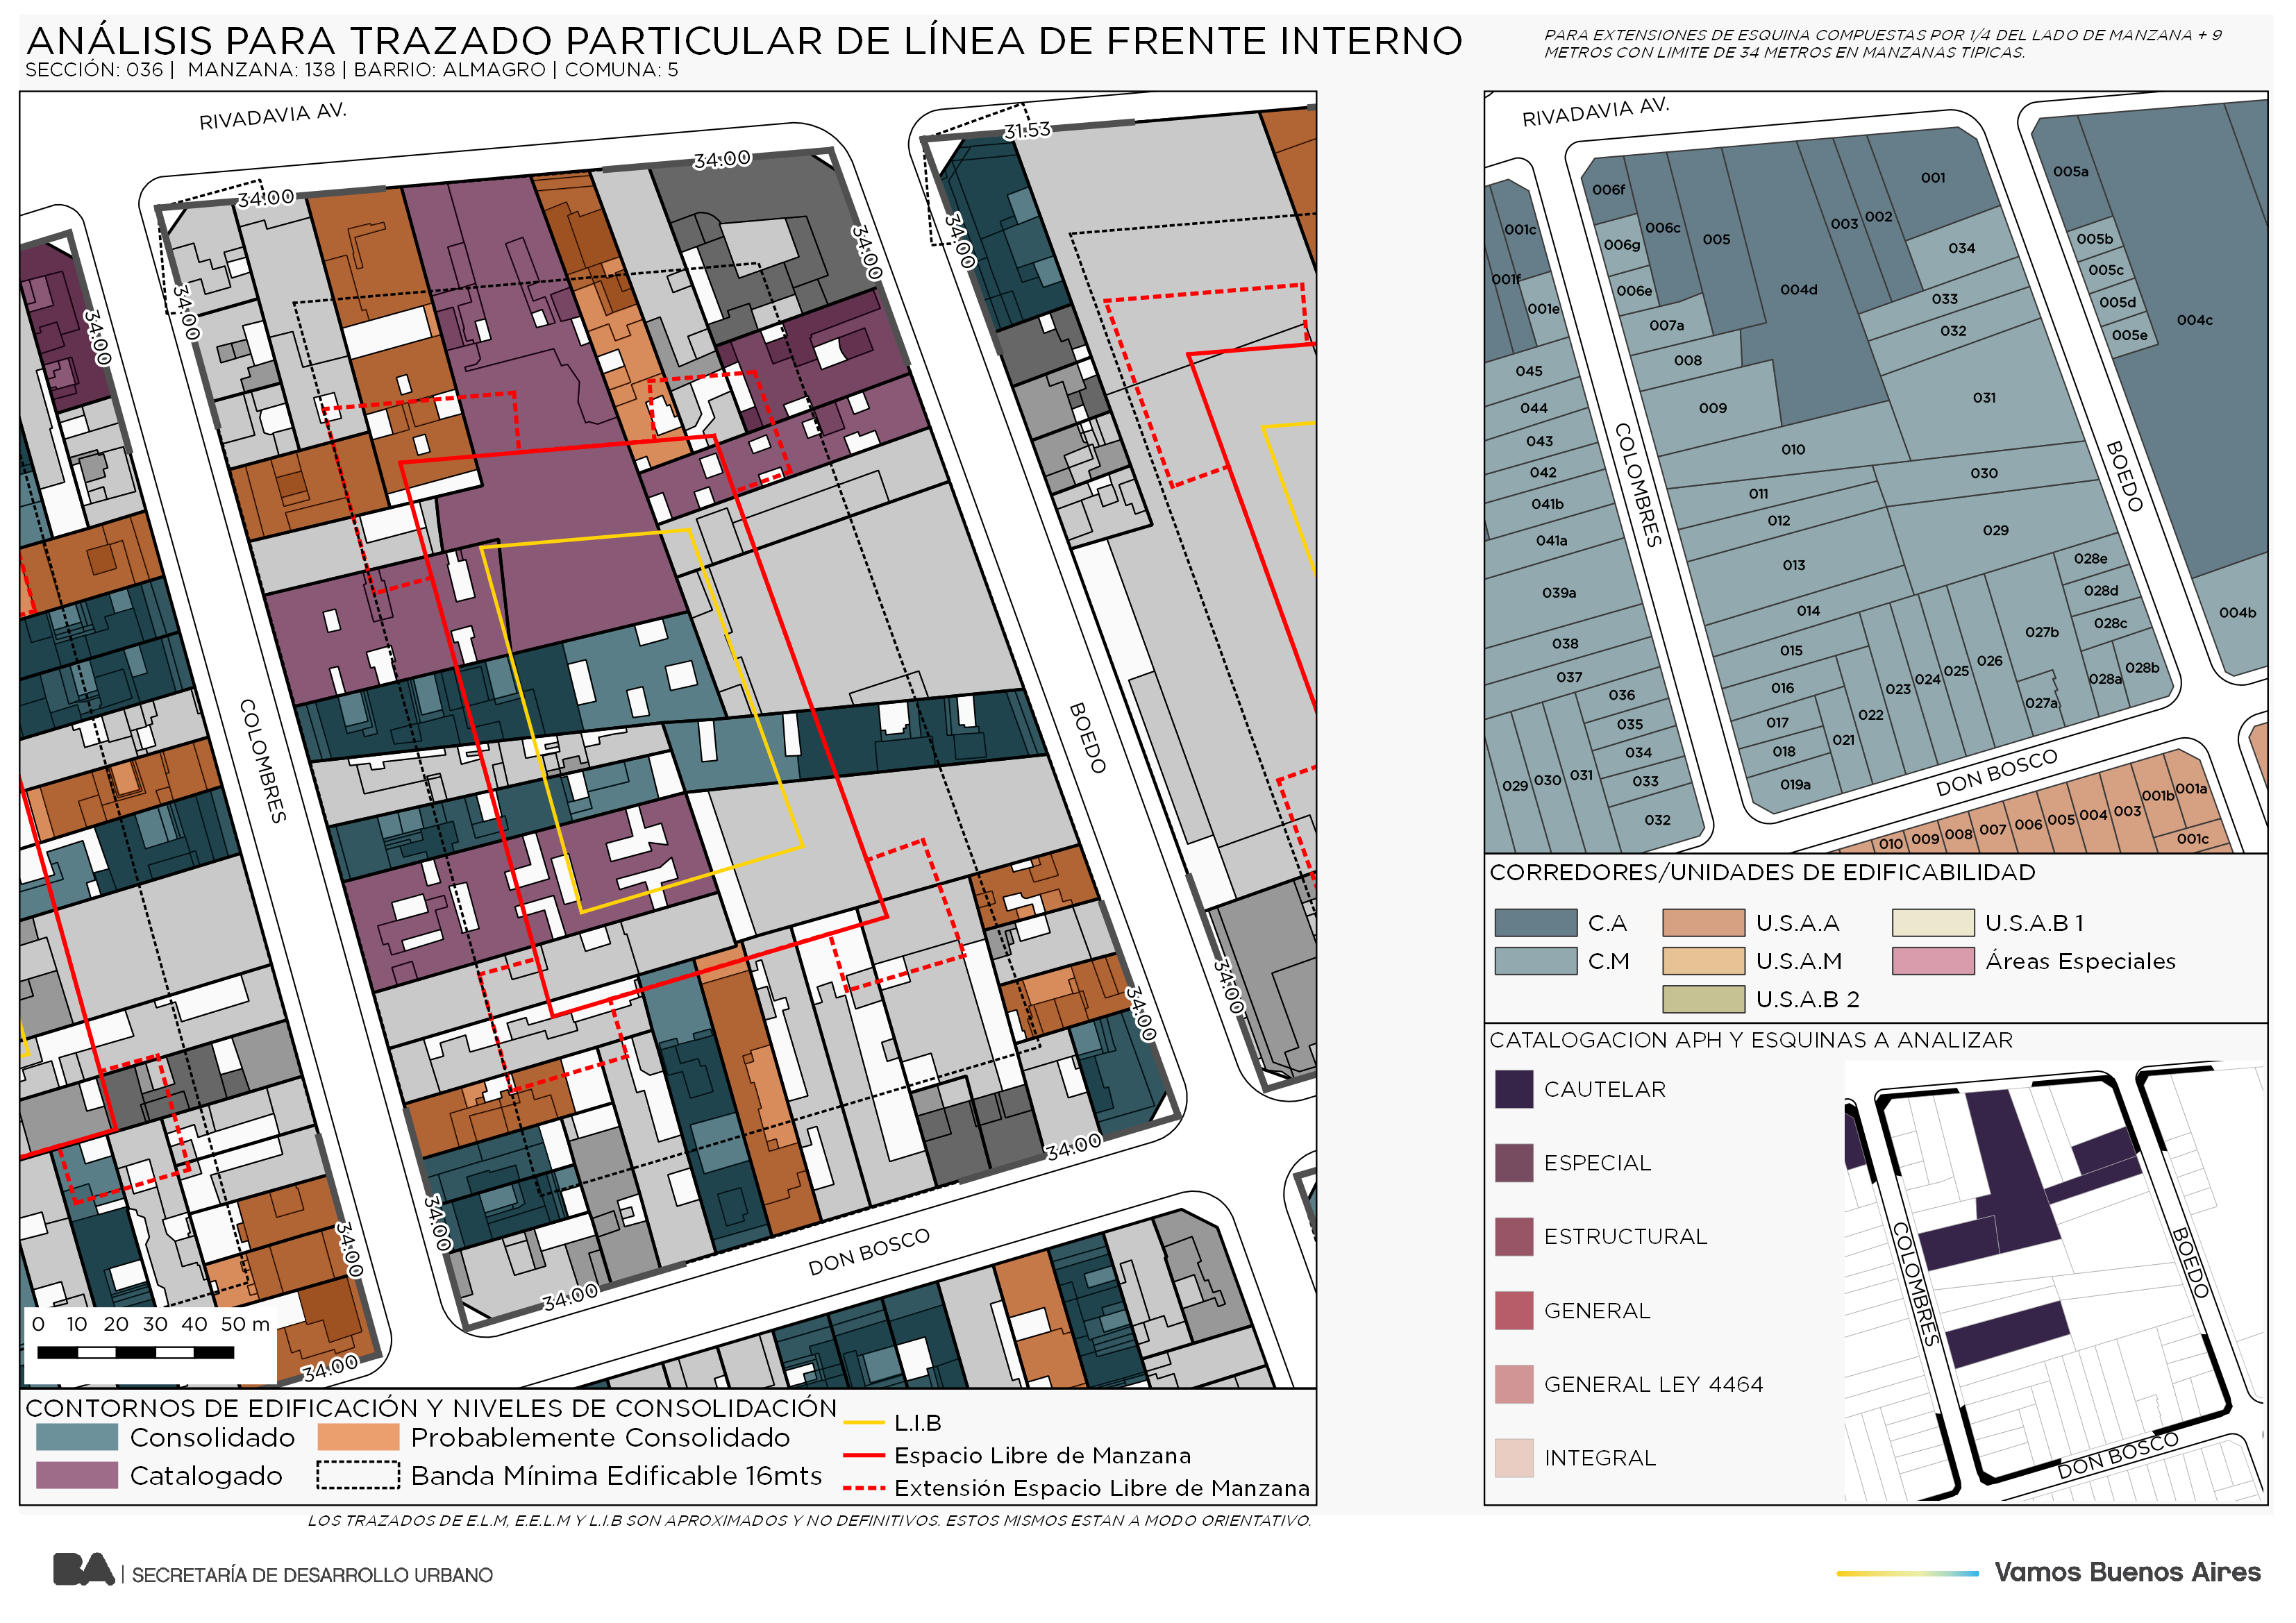 ANÁLISIS PARA TRAZADO PARTICULAR DE LÍNEA DE FRENTE INTERNO
SECCIÓN: 036 | MANZANA: 138 | BARRIO: ALMAGRO | COMUNA: 5
PARA EXTENSIONES DE ESQUINA COMPUESTAS POR 1/4 DEL LADO DE MANZANA + 9
METROS CON LIMITE DE 34 METROS EN MANZANAS TIPICAS.
RIVADAVIA AV.
31.53
34.00
34.00
34.00
34.00
34.00
34.00
COLOMBRES
BOEDO
34.00
34.00
34.00
34.00
34.00
34.00
34.00
DON BOSCO
0 10 20 30 40 50 m
CONTORNOS DE EDIFICACIÓN Y NIVELES DE CONSOLIDACIÓN
Consolidado
Probablemente Consolidado
Catalogado
Banda Mínima Edificable 16mts
L.I.B
Espacio Libre de Manzana
Extensión Espacio Libre de Manzana
RIVADAVIA AV.
006f
006g
006e
006c
005
004d
003
002
001
034
033
032
031
030
029
007a
008
009
010
011
012
013
014
015
016
017
018
019a
021
022
023
024
025
026
027b
027a
028e
028d
028c
028a
028b
001c
001f
001e
045
044
043
042
041b
041a
039a
038
037
036
035
034
033
032
029
030
031
005a
005b
005c
005d
005e
004c
004b
COLOMBRES
BOEDO
DON BOSCO
010
009
008
007
006
005
004
003
001b
001a
001c
CORREDORES/UNIDADES DE EDIFICABILIDAD
C.A
U.S.A.A
U.S.A.B 1
C.M
U.S.A.M
Áreas Especiales
U.S.A.B 2
CATALOGACION APH Y ESQUINAS A ANALIZAR
CAUTELAR
ESPECIAL
ESTRUCTURAL
GENERAL
GENERAL LEY 4464
INTEGRAL
COLOMBRES
BOEDO
DON BOSCO
LOS TRAZADOS DE E.L.M, E.E.L.M Y L.I.B SON APROXIMADOS Y NO DEFINITIVOS. ESTOS MISMOS ESTAN A MODO ORIENTATIVO.
BA | SECRETARÍA DE DESARROLLO URBANO
Vamos Buenos Aires